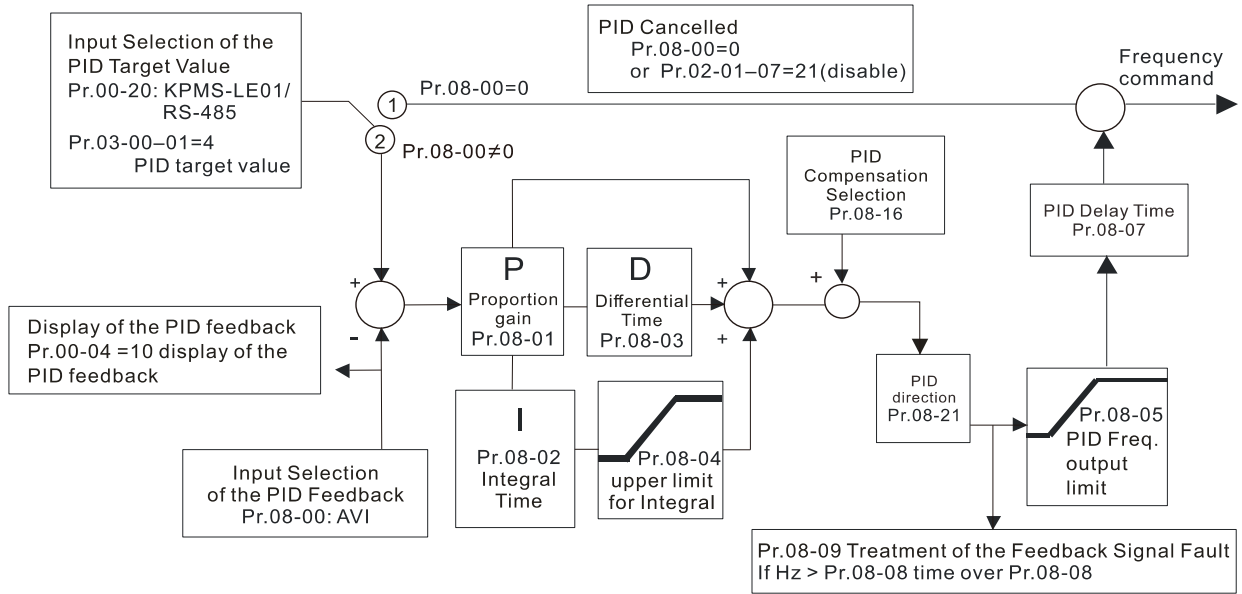 Input Selection of the
PID Target Value
Pr.00-20: KPMS-LE01/
RS-485
Pr.03-00–01=4
PID target value
PID Cancelled
Pr.08-00=0
or Pr.02-01–07=21(disable)
Frequency
command
1
Pr.08-00=0
2
Pr.08-00≠0
PID
Compensation
Selection
Pr.08-16
PID Delay Time
Pr.08-07
+
-
P
Proportion
gain
Pr.08-01
D
Differential
Time
Pr.08-03
+
+
+
Display of the PID feedback
Pr.00-04 =10 display of the
PID feedback
I
Pr.08-02
Integral
Time
Pr.08-04
upper limit
for Integral
PID
direction
Pr.08-21
Pr.08-05
PID Freq.
output
limit
Input Selection
of the PID Feedback
Pr.08-00: AVI
Pr.08-09 Treatment of the Feedback Signal Fault
If Hz > Pr.08-08 time over Pr.08-08